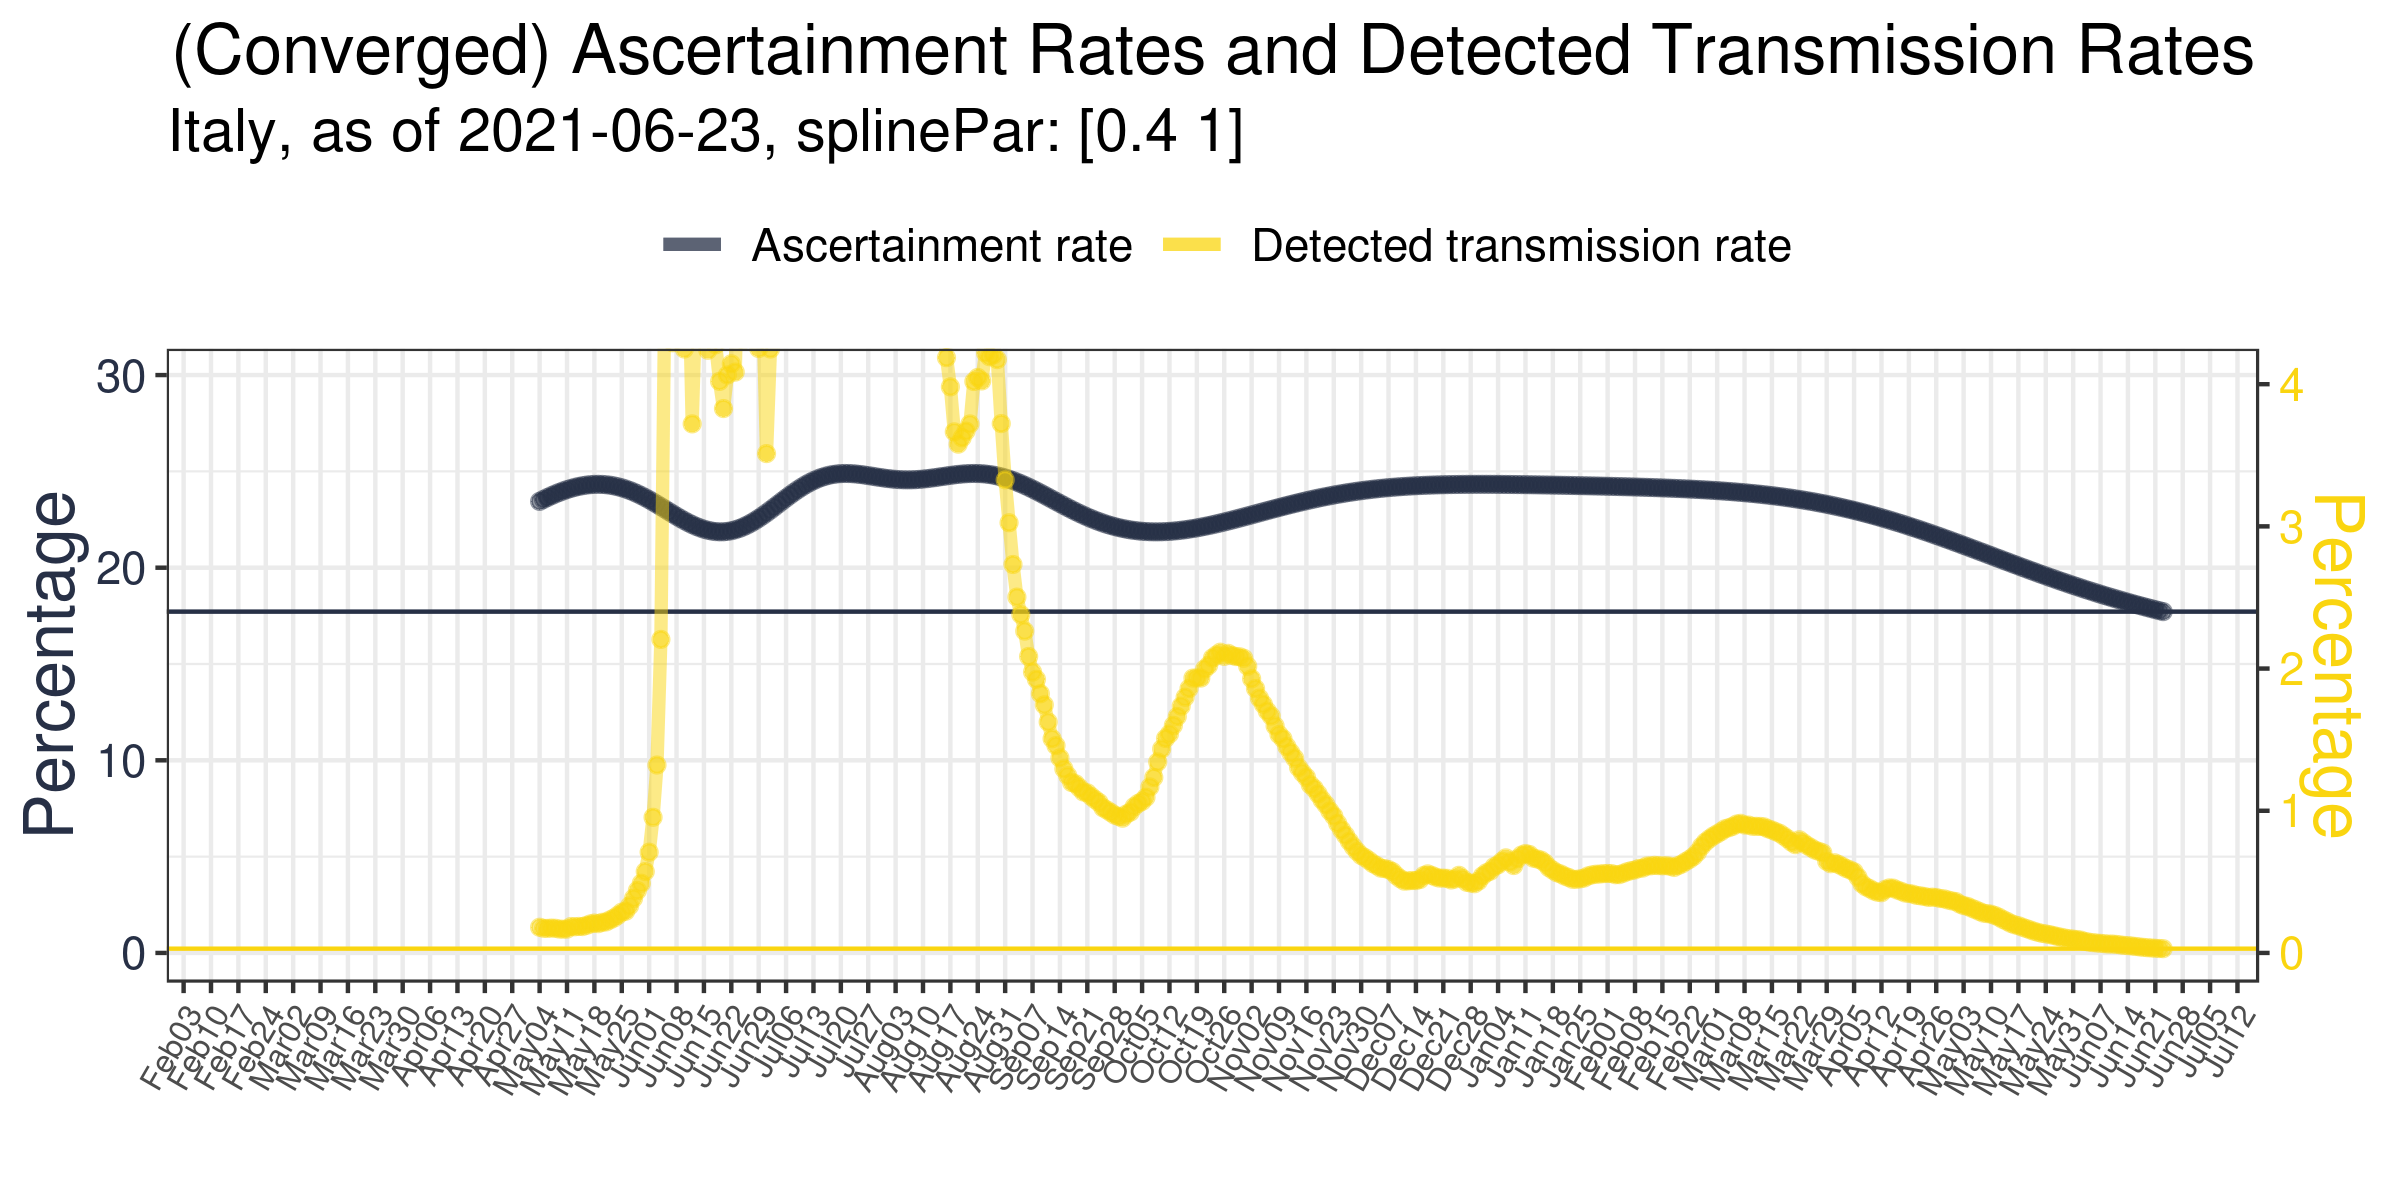 (Converged) Ascertainment Rates and Detected Transmission Rates
Italy, as of 2021-06-23, splinePar: [0.4 1]
Ascertainment rate
Detected transmission rate
Percentage
30
20
10
0
4
3
2
1
0
Percentage
Feb03
Feb10
Feb17
Feb24
Mar02
Mar09
Mar16
Mar23
Mar30
Apr06
Apr13
Apr20
Apr27
May04
May11
May18
May25
Jun01
Jun08
Jun15
Jun22
Jun29
Jul06
Jul13
Jul20
Jul27
Aug03
Aug10
Aug17
Aug24
Aug31
Sep07
Sep14
Sep21
Sep28
Oct05
Oct12
Oct19
Oct26
Nov02
Nov09
Nov16
Nov23
Nov30
Dec07
Dec14
Dec21
Dec28
Jan04
Jan11
Jan18
Jan25
Feb01
Feb08
Feb15
Feb22
Mar01
Mar08
Mar15
Mar22
Mar29
Apr05
Apr12
Apr19
Apr26
May03
May10
May17
May24
May31
Jun07
Jun14
Jun21
Jun28
Jul05
Jul12